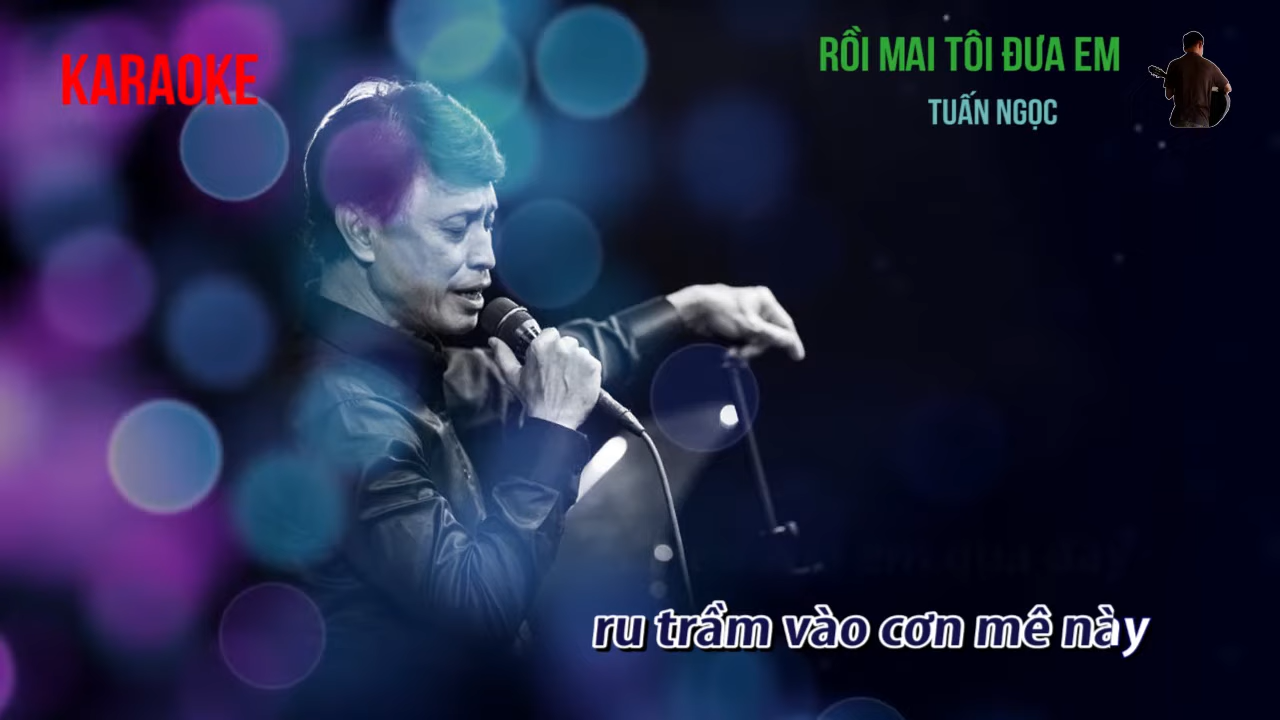 KARAOKE
RỒI MAI TÔI ĐƯA EM
TUẤN NGỌC
ru trầm vào cơn mê này